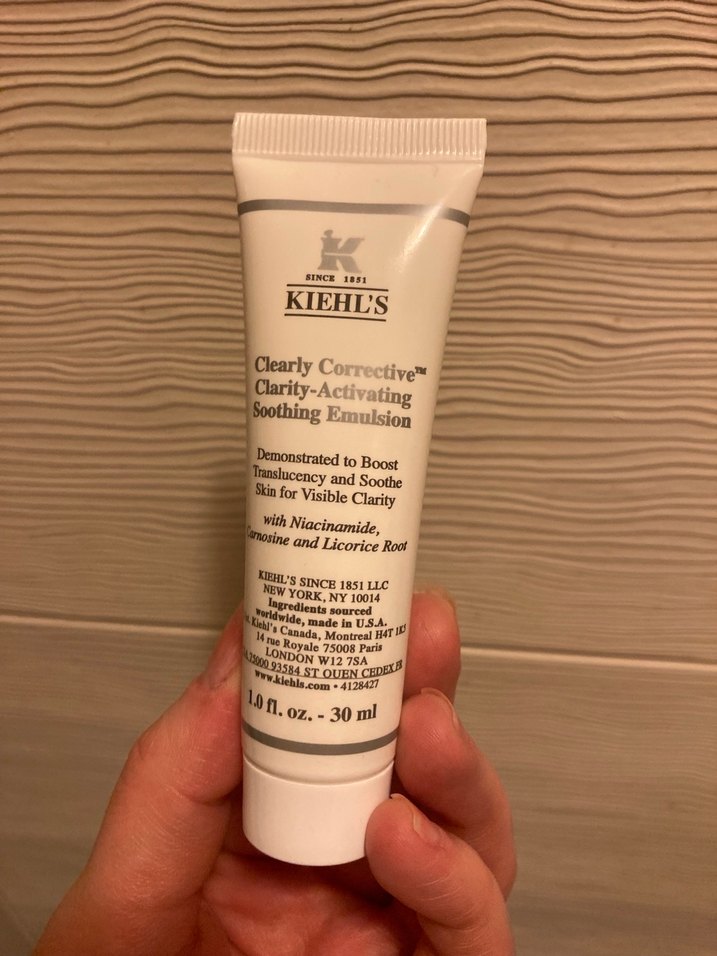 K
SINCE 1851
KIEHL'S
Clearly Corrective™
Clarity-Activating
Soothing Emulsion
Demonstrated to Boost
Translucency and Soothe
Skin for Visible Clarity
with Niacinamide,
Carnosine and Licorice Root
KIEHL'S SINCE 1851 LLC
NEW YORK, NY 10014
Ingredients sourced
worldwide, made in U.S.A.
Kiehl's Canada, Montreal H4T 1K5
14 rue Royale 75008 Paris
LONDON W12 7SA
75000 93584 ST OUEN CEDEX FR
www.kiehls.com • 4128427
1.0 fl. oz. - 30 ml